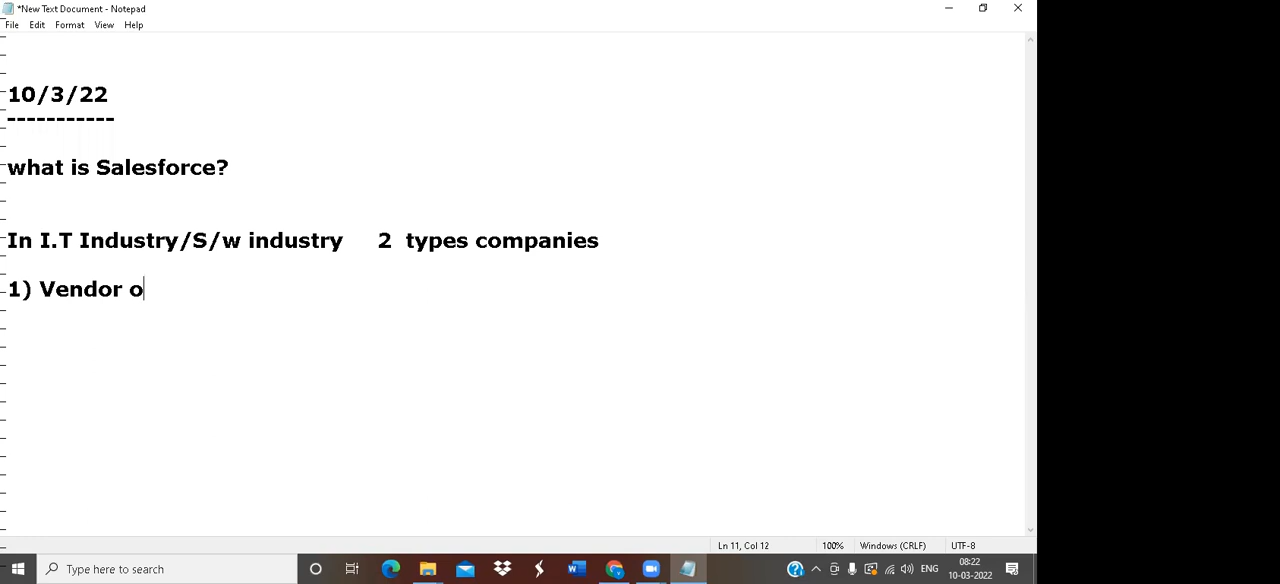 *New Text Document - Notepad
File Edit Format View Help
10/3/22
-----------
what is Salesforce?
In I.T Industry/S/w industry 2 types companies
1) Vendor o
Ln 11, Col 12 100% Windows (CRLF) UTF-8
Type here to search
ENG
08:22
10-03-2022